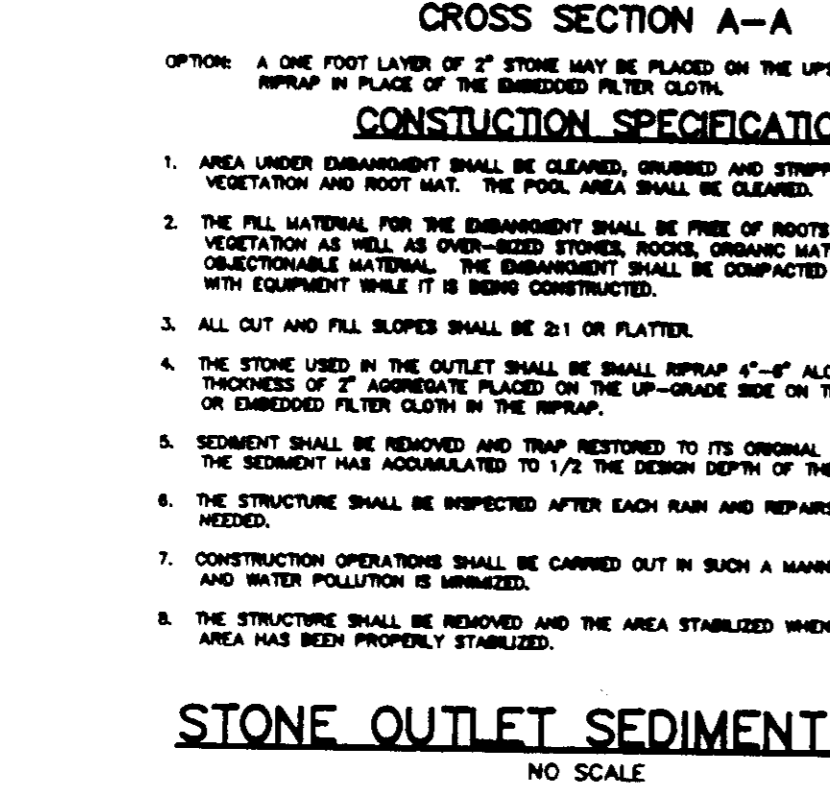 CROSS SECTION A-A
OPTION: A ONE FOOT LAYER OF 2" STONE MAY BE PLACED ON THE UPS
RIPRAP IN PLACE OF THE EMBEDDED FILTER CLOTH.
CONSTUCTION SPECIFICATIO
1. AREA UNDER EMBANKMENT SHALL BE CLEARED, GRUBBED AND STRIPP
VEGETATION AND ROOT MAT. THE POOL AREA SHALL BE CLEARED.
2. THE FILL MATERIAL FOR THE EMBANKMENT SHALL BE FREE OF ROOTS
VEGETATION AS WELL AS OVER-SIZED STONES, ROCKS, ORGANIC MAT
OBJECTIONABLE MATERIAL. THE EMBANKMENT SHALL BE COMPACTED
WITH EQUIPMENT WHILE IT IS BEING CONSTRUCTED.
3. ALL CUT AND FILL SLOPES SHALL BE 2:1 OR FLATTER.
4. THE STONE USED IN THE OUTLET SHALL BE SMALL RIPRAP 4"-8" ALO
THICKNESS OF 2" AGGREGATE PLACED ON THE UP-GRADE SIDE ON T
OR EMBEDDED FILTER CLOTH IN THE RIPRAP.
5. SEDIMENT SHALL BE REMOVED AND TRAP RESTORED TO ITS ORIGINAL
THE SEDIMENT HAS ACCUMULATED TO 1/2 THE DESIGN DEPTH OF THE
6. THE STRUCTURE SHALL BE INSPECTED AFTER EACH RAIN AND REPAIRS
NEEDED.
7. CONSTRUCTION OPERATIONS SHALL BE CARRIED OUT IN SUCH A MANN
AND WATER POLLUTION IS MINIMIZED.
8. THE STRUCTURE SHALL BE REMOVED AND THE AREA STABILIZED WHEN
AREA HAS BEEN PROPERLY STABILIZED.
STONE OUTLET SEDIMENT
NO SCALE